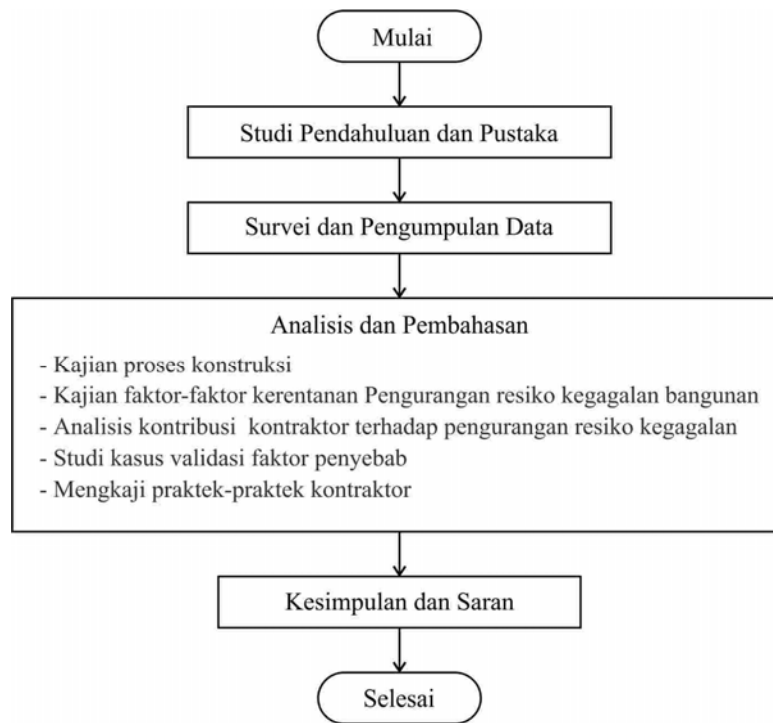 Mulai
Studi Pendahuluan dan Pustaka
Survei dan Pengumpulan Data
Analisis dan Pembahasan
- Kajian proses konstruksi
- Kajian faktor-faktor kerentanan Pengurangan resiko kegagalan bangunan
- Analisis kontribusi kontraktor terhadap pengurangan resiko kegagalan
- Studi kasus validasi faktor penyebab
- Mengkaji praktek-praktek kontraktor
Kesimpulan dan Saran
Selesai